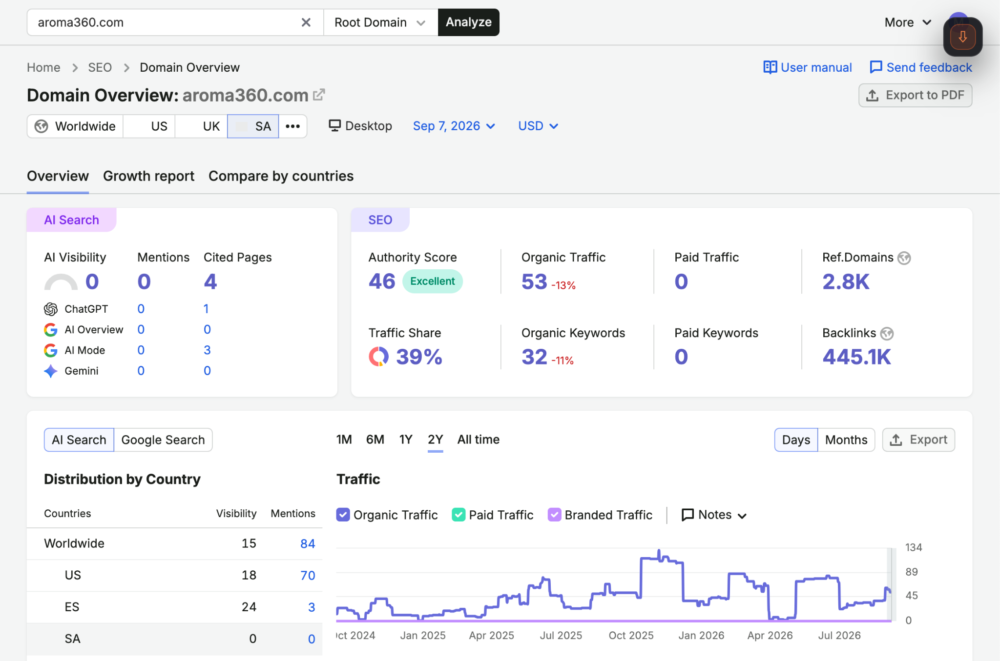 aroma360.com
Root Domain
Analyze
More
Home > SEO > Domain Overview
User manual
Send feedback
Domain Overview: aroma360.com
Export to PDF
Worldwide
US
UK
SA
Desktop
Sep 7, 2026
USD
Overview
Growth report
Compare by countries
AI Search
AI Visibility Mentions Cited Pages
0 0 4
ChatGPT 0 1
AI Overview 0 0
AI Mode 0 3
Gemini 0 0
SEO
Authority Score Organic Traffic Paid Traffic Ref.Domains
46 Excellent 53 -13% 0 2.8K
Traffic Share Organic Keywords Paid Keywords Backlinks
39% 32 -11% 0 445.1K
AI Search
Google Search
1M 6M 1Y 2Y All time
Days
Months
Export
Distribution by Country
Countries Visibility Mentions
Worldwide 15 84
US 18 70
ES 24 3
SA 0 0
Traffic
Organic Traffic
Paid Traffic
Branded Traffic
Notes
134
89
45
0
ct 2024 Jan 2025 Apr 2025 Jul 2025 Oct 2025 Jan 2026 Apr 2026 Jul 2026